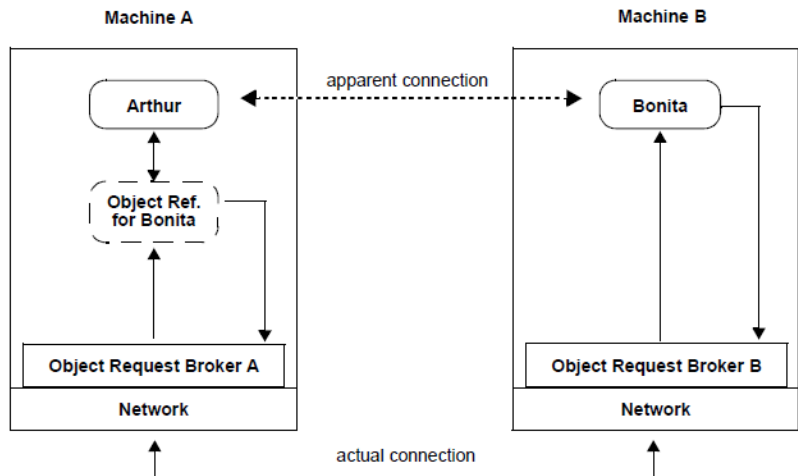 Machine A
Machine B
apparent connection
Arthur
Bonita
Object Ref.
for Bonita
Object Request Broker A
Object Request Broker B
Network
Network
actual connection